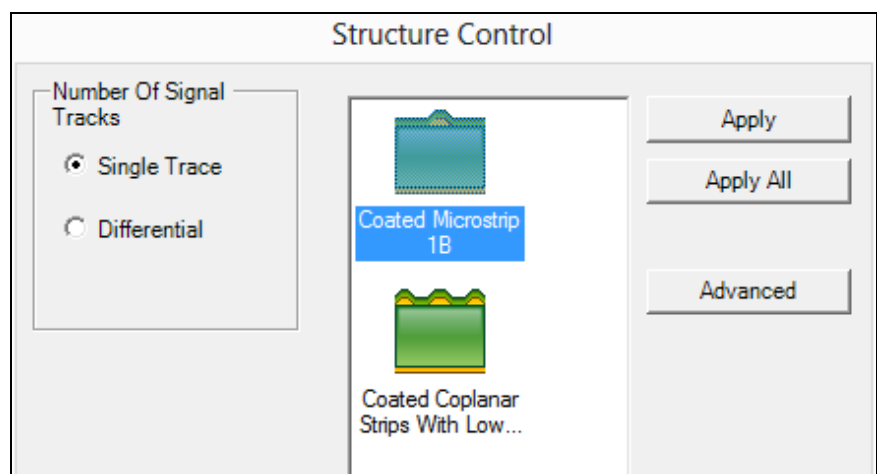 Structure Control
Number Of Signal
Tracks
Single Trace
Differential
Coated Microstrip
1B
Coated Coplanar
Strips With Low...
Apply
Apply All
Advanced